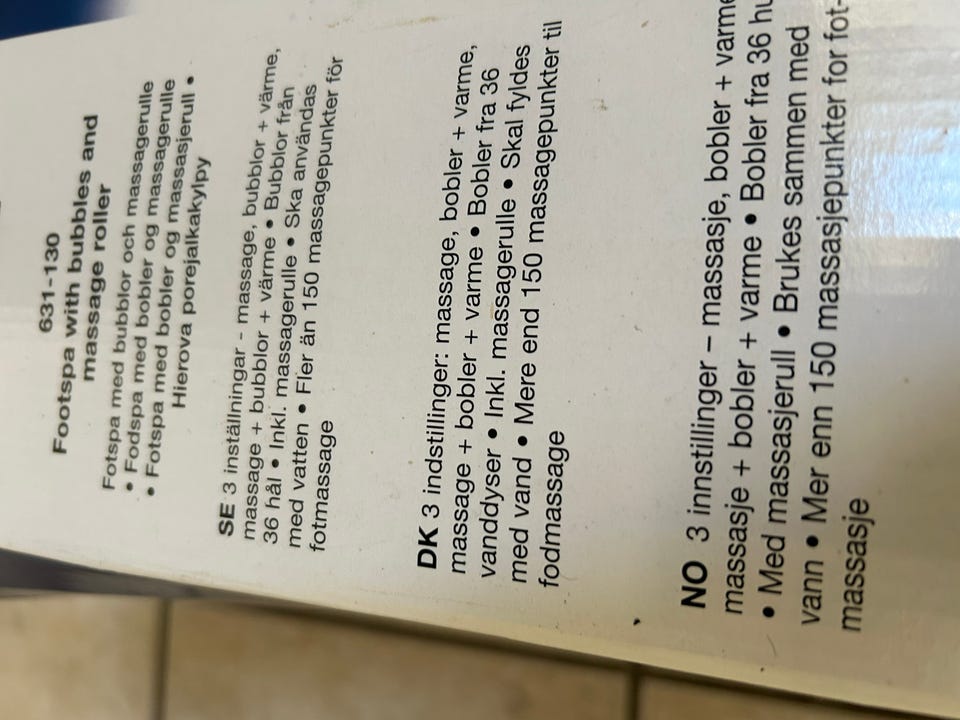 631-130
Footspa with bubbles and
massage roller
Fotspa med bubblor och massagerulle
• Fodspa med bobler og massagerulle
• Fotspa med bobler og massasjerull •
Hierova porejalkakylpy
SE 3 inställningar - massage, bubblor + värme,
massage + bubblor + värme • Bubblor från
36 hål • Inkl. massagerulle • Ska användas
med vatten • Fler än 150 massagepunkter för
fotmassage
DK 3 indstillinger: massage, bobler + varme,
massage + bobler + varme • Bobler fra 36
vanddyser • Inkl. massagerulle • Skal fyldes
med vand • Mere end 150 massagepunkter til
fodmassage
NO 3 innstillinger – massasje, bobler + varme
massasje + bobler + varme • Bobler fra 36
• Med massasjerull • Brukes sammen med
vann • Mer enn 150 massasjepunkter for fot-
massasje